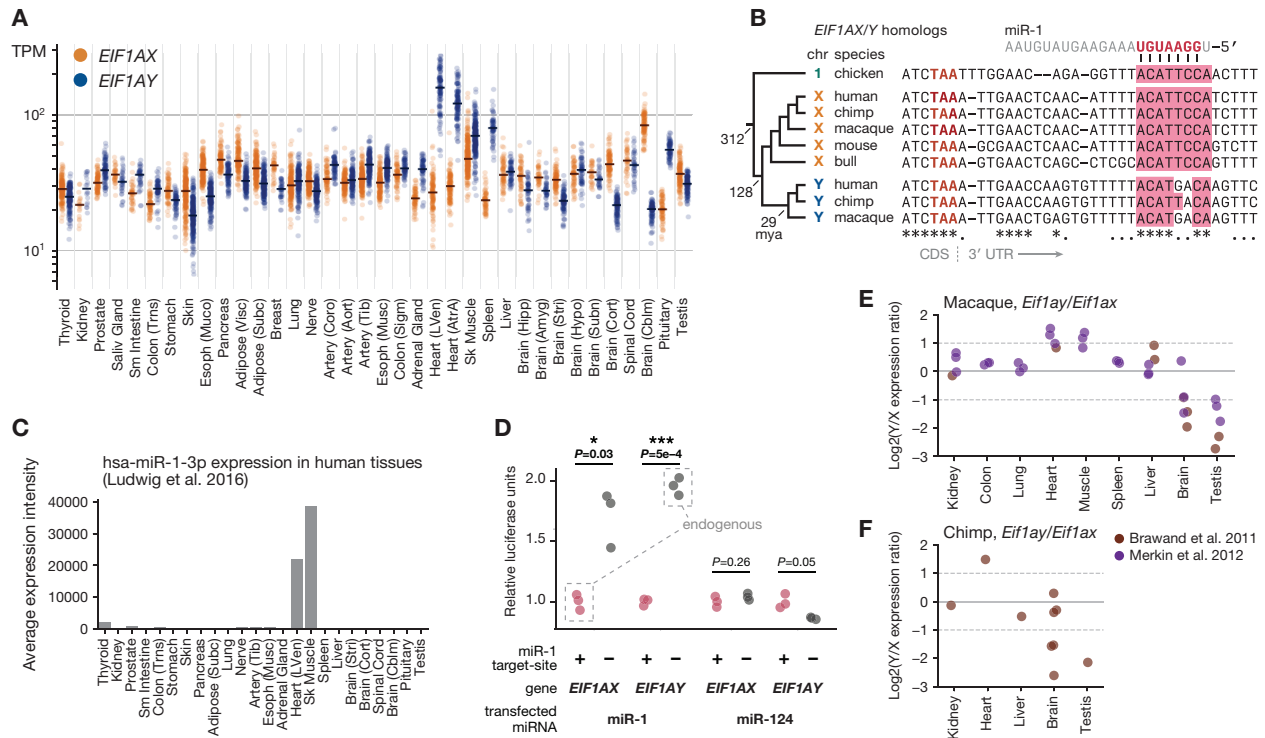 A
TPM
EIF1AX
EIF1AY
10²
10¹
Thyroid
Kidney
Prostate
Saliv Gland
Sm Intestine
Colon (Trns)
Stomach
Skin
Esoph (Muco)
Pancreas
Adipose (Visc)
Adipose (Subc)
Breast
Lung
Nerve
Artery (Coro)
Artery (Aort)
Artery (Tib)
Esoph (Musc)
Colon (Sigm)
Adrenal Gland
Heart (LVen)
Heart (AtrA)
Sk Muscle
Spleen
Liver
Brain (Hipp)
Brain (Amyg)
Brain (Stri)
Brain (Hypo)
Brain (Subn)
Brain (Cort)
Spinal Cord
Brain (Cblm)
Pituitary
Testis
B
EIF1AX/Y homologs
miR-1
chr species
AAUGUAUGAAGAAAUGUAAGGU–5′
1 chicken ATCTAATTTGGAAC––AGA–GGTTTACATTCCAACTTT
X human ATCTAAA–TTGAACTCAAC–ATTTTACATTCCATCTTT
X chimp ATCTAAA–TTGAACTCAAC–ATTTTACATTCCATCTTT
X macaque ATCTAAA–TTGAACTCAAC–ATTTTACATTCCATCTTT
X mouse ATCTAAA–GCGAACTCAAC–ATTTTACATTCCAGTCTT
X bull ATCTAAA–GTGAACTCAGC–CTCGCACATTCCAGTTTT
Y human ATCTAAA–TTGAACCAAGTGTTTTTACATGACAAGTTC
Y chimp ATCTAAA–TTGAACCAAGTGTTTTTACATTACAAGTTC
Y macaque ATCTAAA–TTGAACTGAGTGTTTTTACATGACAAGTTT
312
128
29
mya
*******. **** *. .. ****..** ...
CDS 3′ UTR
C
hsa-miR-1-3p expression in human tissues
(Ludwig et al. 2016)
Average expression intensity
40000
30000
20000
10000
0
Thyroid
Kidney
Prostate
Sm Intestine
Colon (Trns)
Stomach
Skin
Pancreas
Adipose (Subc)
Lung
Nerve
Artery (Tib)
Esoph (Musc)
Adrenal Gland
Heart (LVen)
Sk Muscle
Spleen
Liver
Brain (Stri)
Brain (Cort)
Spinal Cord
Brain (Cblm)
Pituitary
Testis
D
* ***
P=0.03 P=5e-4
Relative luciferase units
2.0
1.5
1.0
endogenous
P=0.26 P=0.05
miR-1
target-site + – + – + – + –
gene EIF1AX EIF1AY EIF1AX EIF1AY
transfected
miRNA miR-1 miR-124
E
Macaque, Eif1ay/Eif1ax
Log2(Y/X expression ratio)
2
1
0
−1
−2
−3
Kidney
Colon
Lung
Heart
Muscle
Spleen
Liver
Brain
Testis
F
Chimp, Eif1ay/Eif1ax
Log2(Y/X expression ratio)
2
1
0
−1
−2
−3
Kidney
Heart
Liver
Brain
Testis
Brawand et al. 2011
Merkin et al. 2012